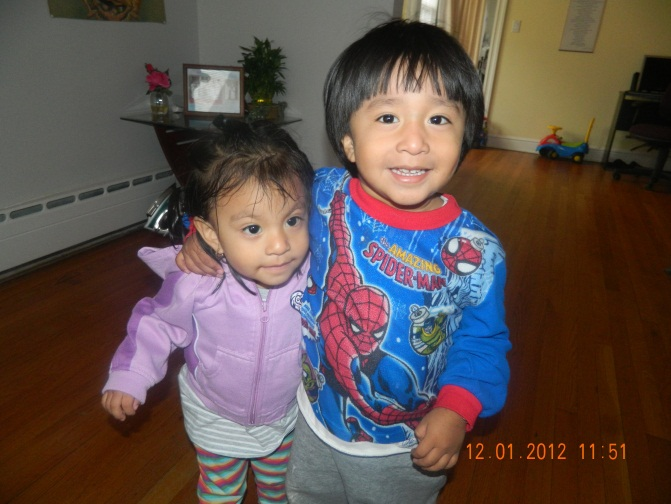 THE
AMAZING
SPIDER-MAN
12.01.2012 11:51